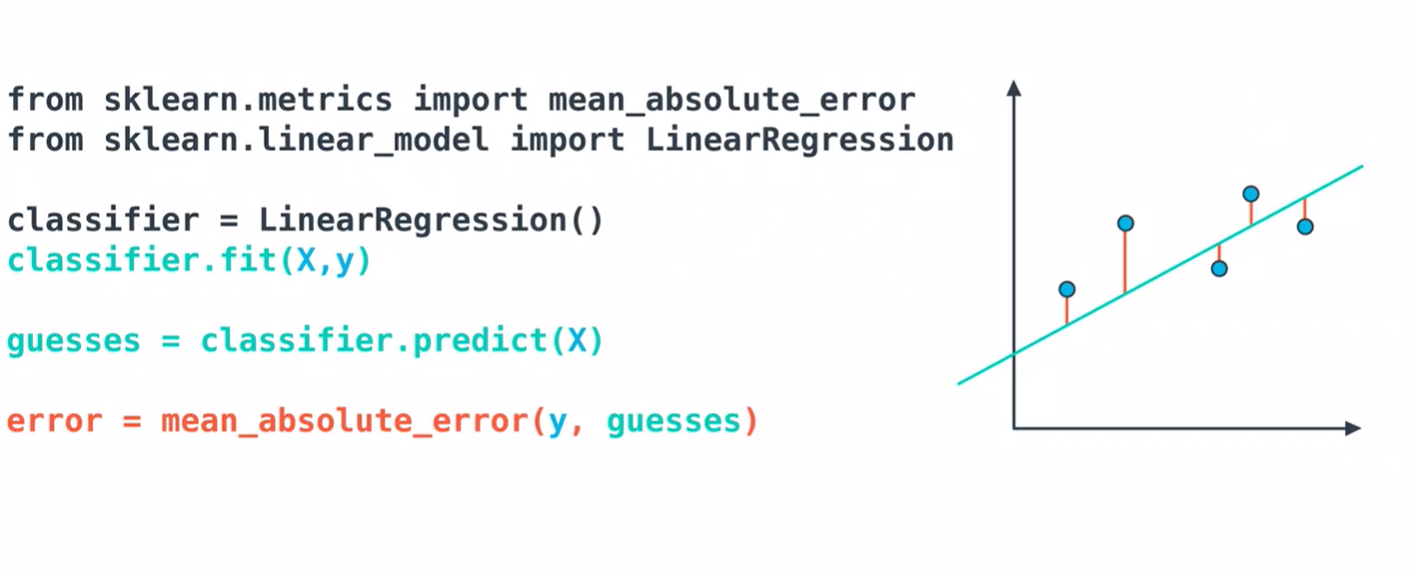 from sklearn.metrics import mean_absolute_error
from sklearn.linear_model import LinearRegression
classifier = LinearRegression()
classifier.fit(X,y)
guesses = classifier.predict(X)
error = mean_absolute_error(y, guesses)